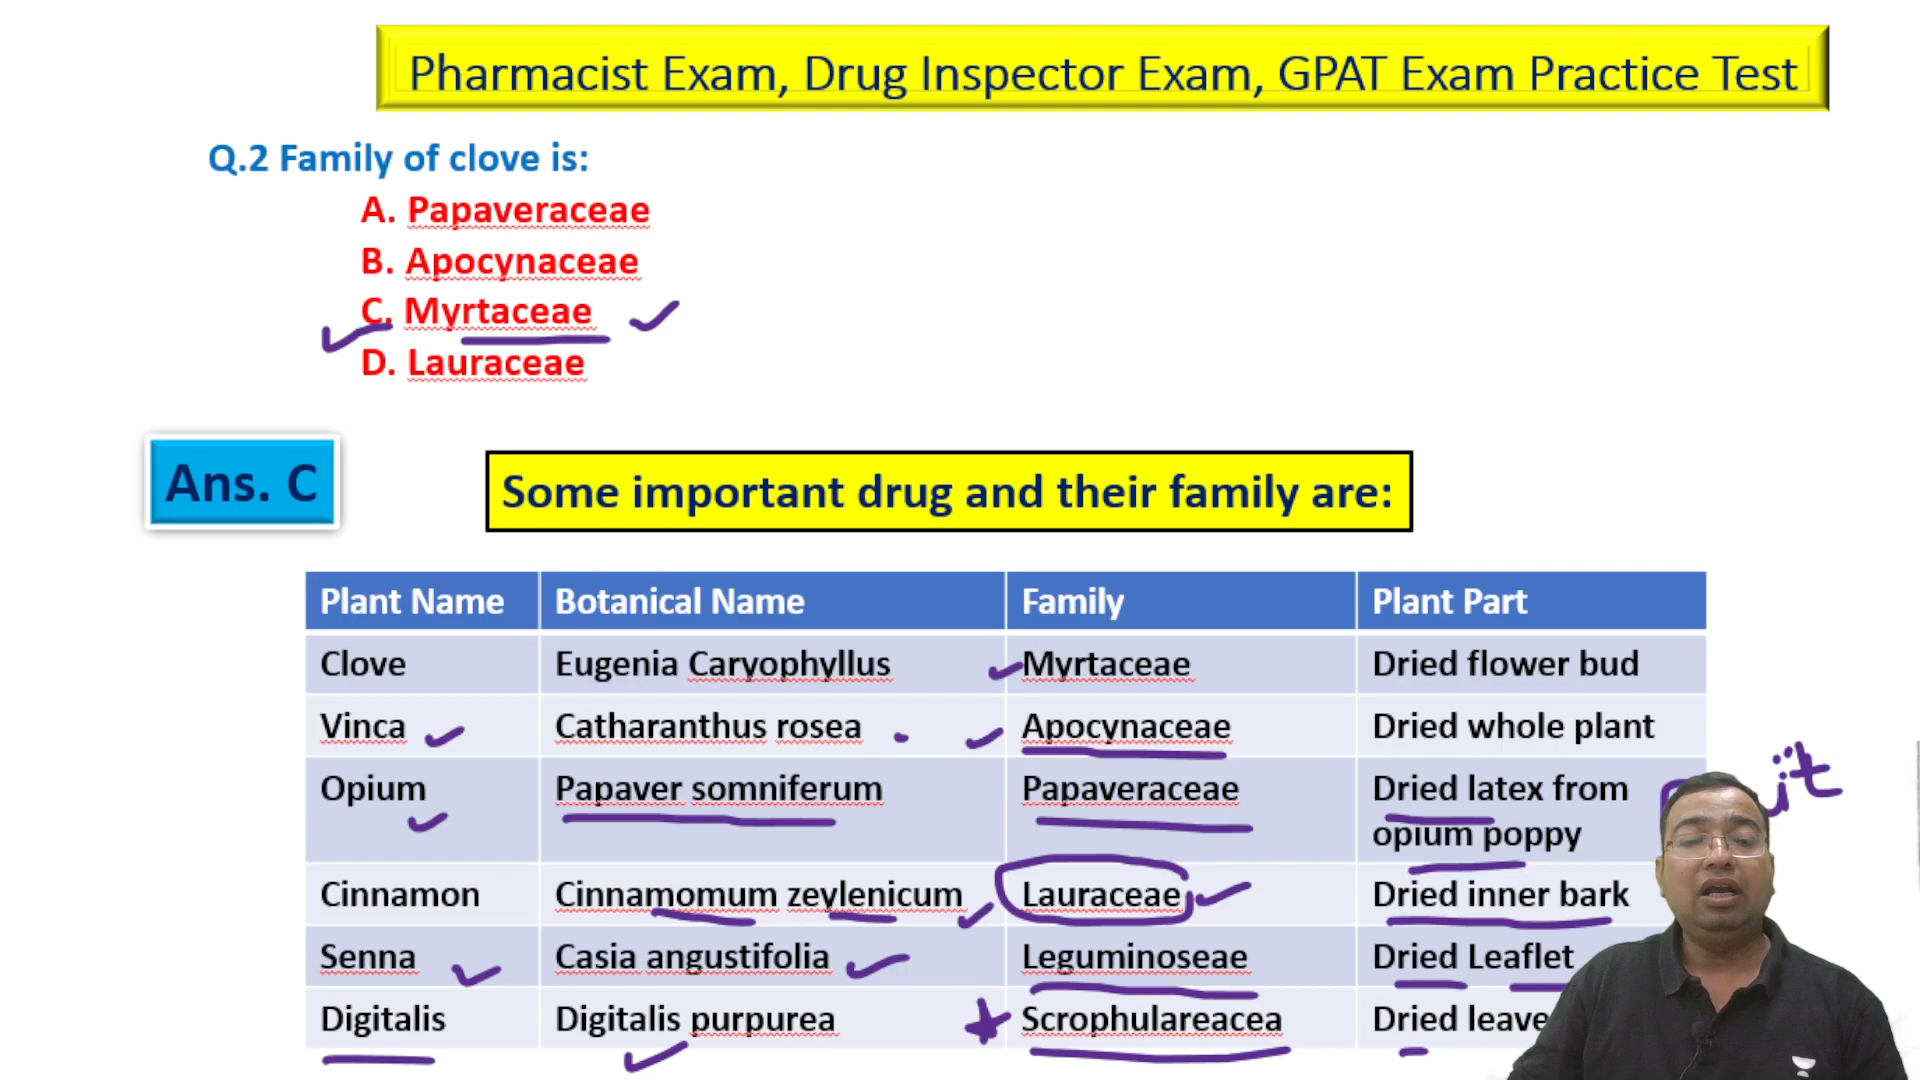 Pharmacist Exam, Drug Inspector Exam, GPAT Exam Practice Test
Q.2 Family of clove is:
A. Papaveraceae
B. Apocynaceae
C. Myrtaceae
D. Lauraceae
Ans. C
Some important drug and their family are:
Plant Name Botanical Name Family Plant Part
Clove Eugenia Caryophyllus Myrtaceae Dried flower bud
Vinca Catharanthus rosea Apocynaceae Dried whole plant
Opium Papaver somniferum Papaveraceae Dried latex from
opium poppy
Cinnamon Cinnamomum zeylenicum Lauraceae Dried inner bark
Senna Casia angustifolia Leguminoseae Dried Leaflet
Digitalis Digitalis purpurea Scrophulareacea Dried leave